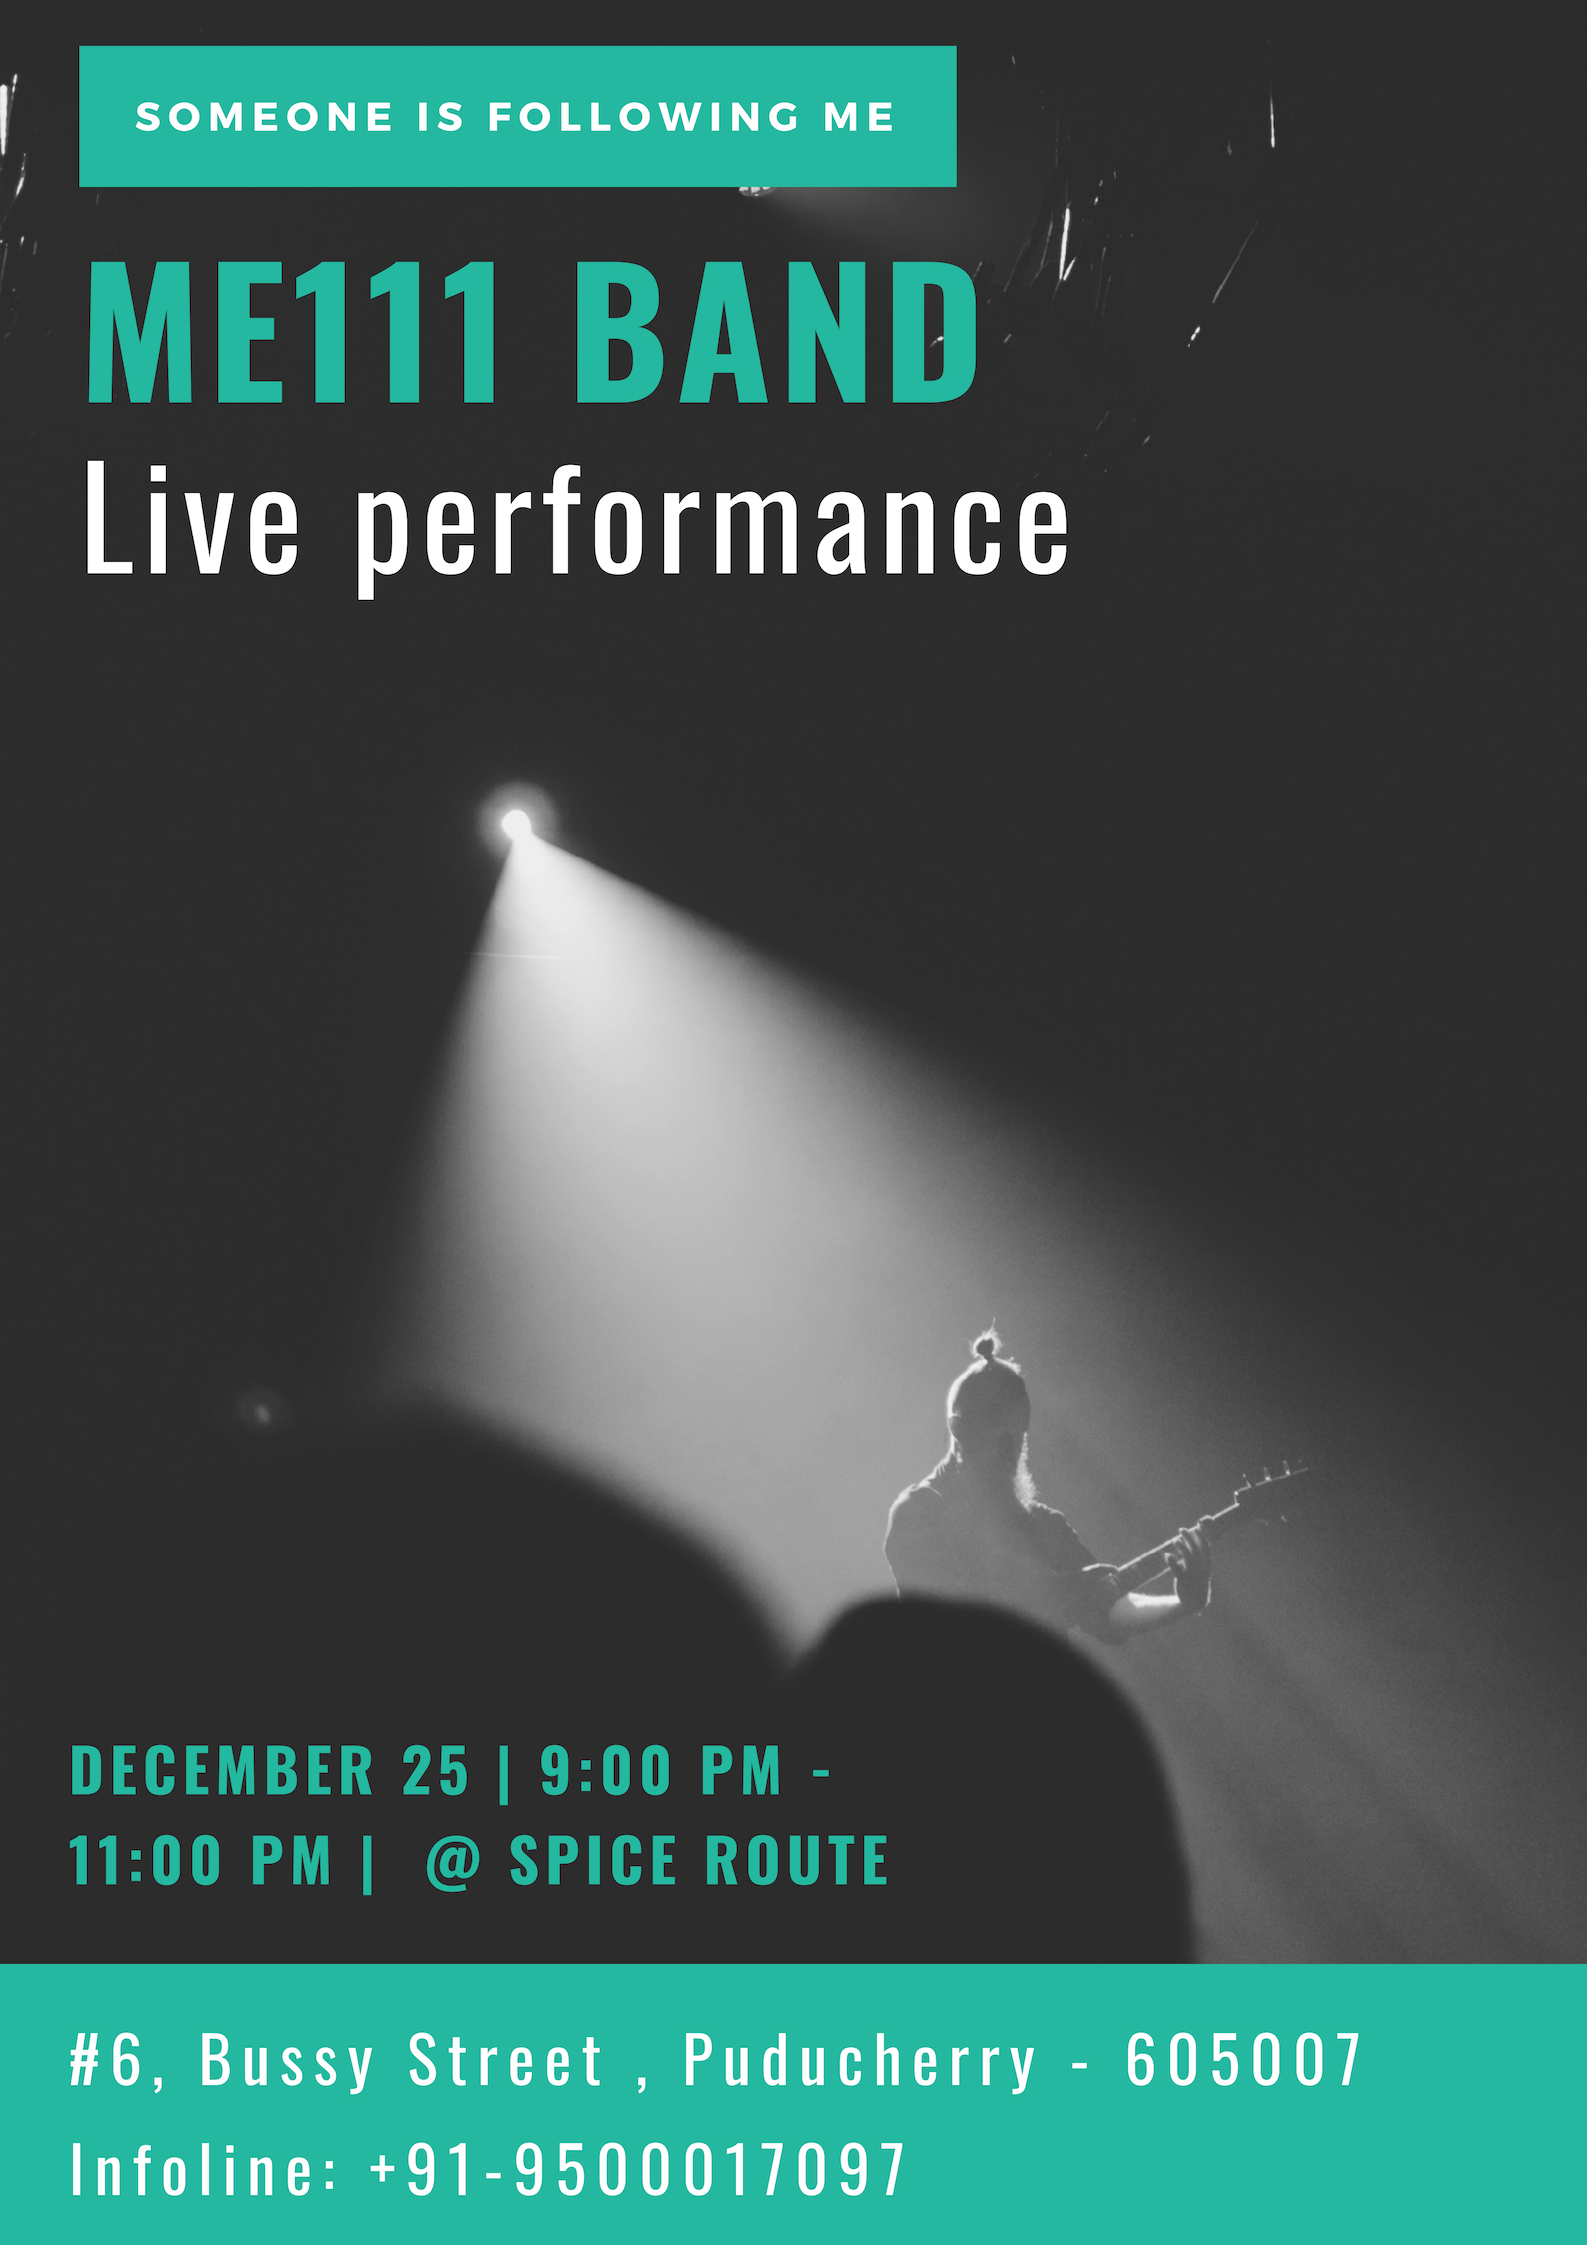 SOMEONE IS FOLLOWING ME
ME111 BAND
Live performance
DECEMBER 25 | 9:00 PM -
11:00 PM | @ SPICE ROUTE
#6, Bussy Street , Puducherry - 605007
Infoline: +91-9500017097